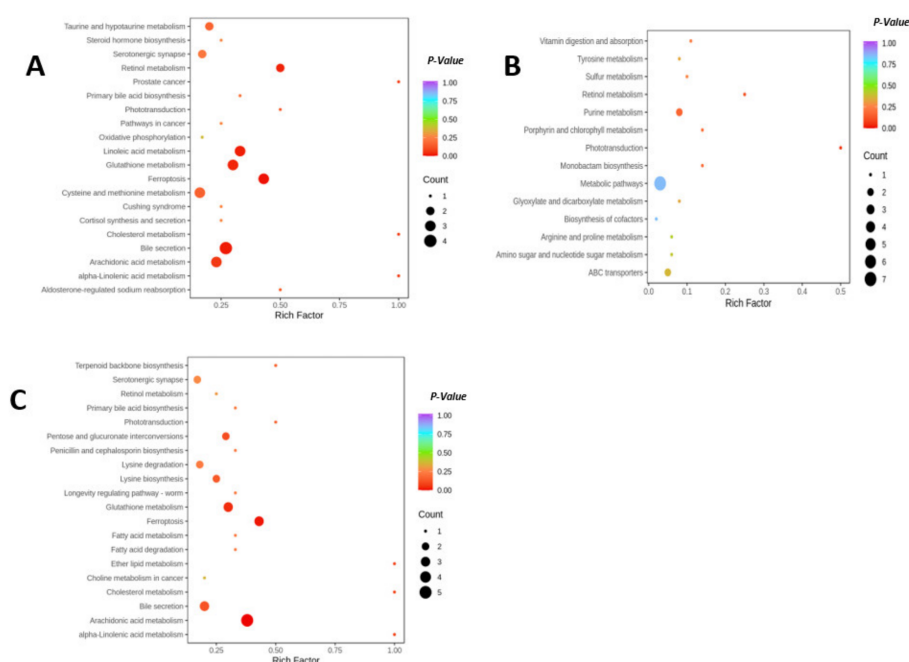 A
Taurine and hypotaurine metabolism
Steroid hormone biosynthesis
Serotonergic synapse
Retinol metabolism
Prostate cancer
Primary bile acid biosynthesis
Phototransduction
Pathways in cancer
Oxidative phosphorylation
Linoleic acid metabolism
Glutathione metabolism
Ferroptosis
Cysteine and methionine metabolism
Cushing syndrome
Cortisol synthesis and secretion
Cholesterol metabolism
Bile secretion
Arachidonic acid metabolism
alpha-Linolenic acid metabolism
Aldosterone-regulated sodium reabsorption
0.25 0.50 0.75 1.00
Rich Factor
P-Value
1.00
0.75
0.50
0.25
0.00
Count
1
2
3
4
B
Vitamin digestion and absorption
Tyrosine metabolism
Sulfur metabolism
Retinol metabolism
Purine metabolism
Porphyrin and chlorophyll metabolism
Phototransduction
Monobactam biosynthesis
Metabolic pathways
Glyoxylate and dicarboxylate metabolism
Biosynthesis of cofactors
Arginine and proline metabolism
Amino sugar and nucleotide sugar metabolism
ABC transporters
0.0 0.1 0.2 0.3 0.4 0.5
Rich Factor
P-Value
1.00
0.75
0.50
0.25
0.00
Count
1
2
3
4
5
6
7
C
Terpenoid backbone biosynthesis
Serotonergic synapse
Retinol metabolism
Primary bile acid biosynthesis
Phototransduction
Pentose and glucuronate interconversions
Penicillin and cephalosporin biosynthesis
Lysine degradation
Lysine biosynthesis
Longevity regulating pathway - worm
Glutathione metabolism
Ferroptosis
Fatty acid metabolism
Fatty acid degradation
Ether lipid metabolism
Choline metabolism in cancer
Cholesterol metabolism
Bile secretion
Arachidonic acid metabolism
alpha-Linolenic acid metabolism
0.25 0.50 0.75 1.00
Rich Factor
P-Value
1.00
0.75
0.50
0.25
0.00
Count
1
2
3
4
5